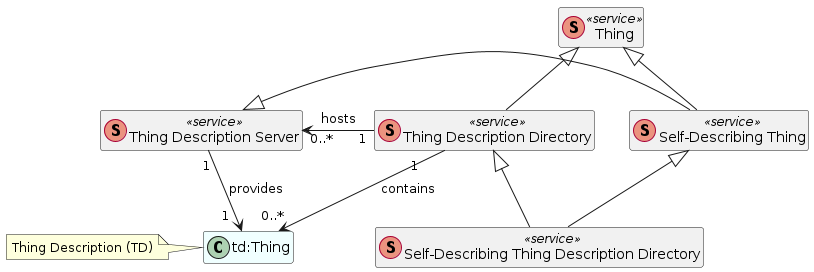 S
«service»
Thing
S
«service»
Thing Description Server
hosts
0..*
1
S
«service»
Thing Description Directory
S
«service»
Self-Describing Thing
1
1
provides
contains
1
0..*
Thing Description (TD)
C
td:Thing
S
«service»
Self-Describing Thing Description Directory